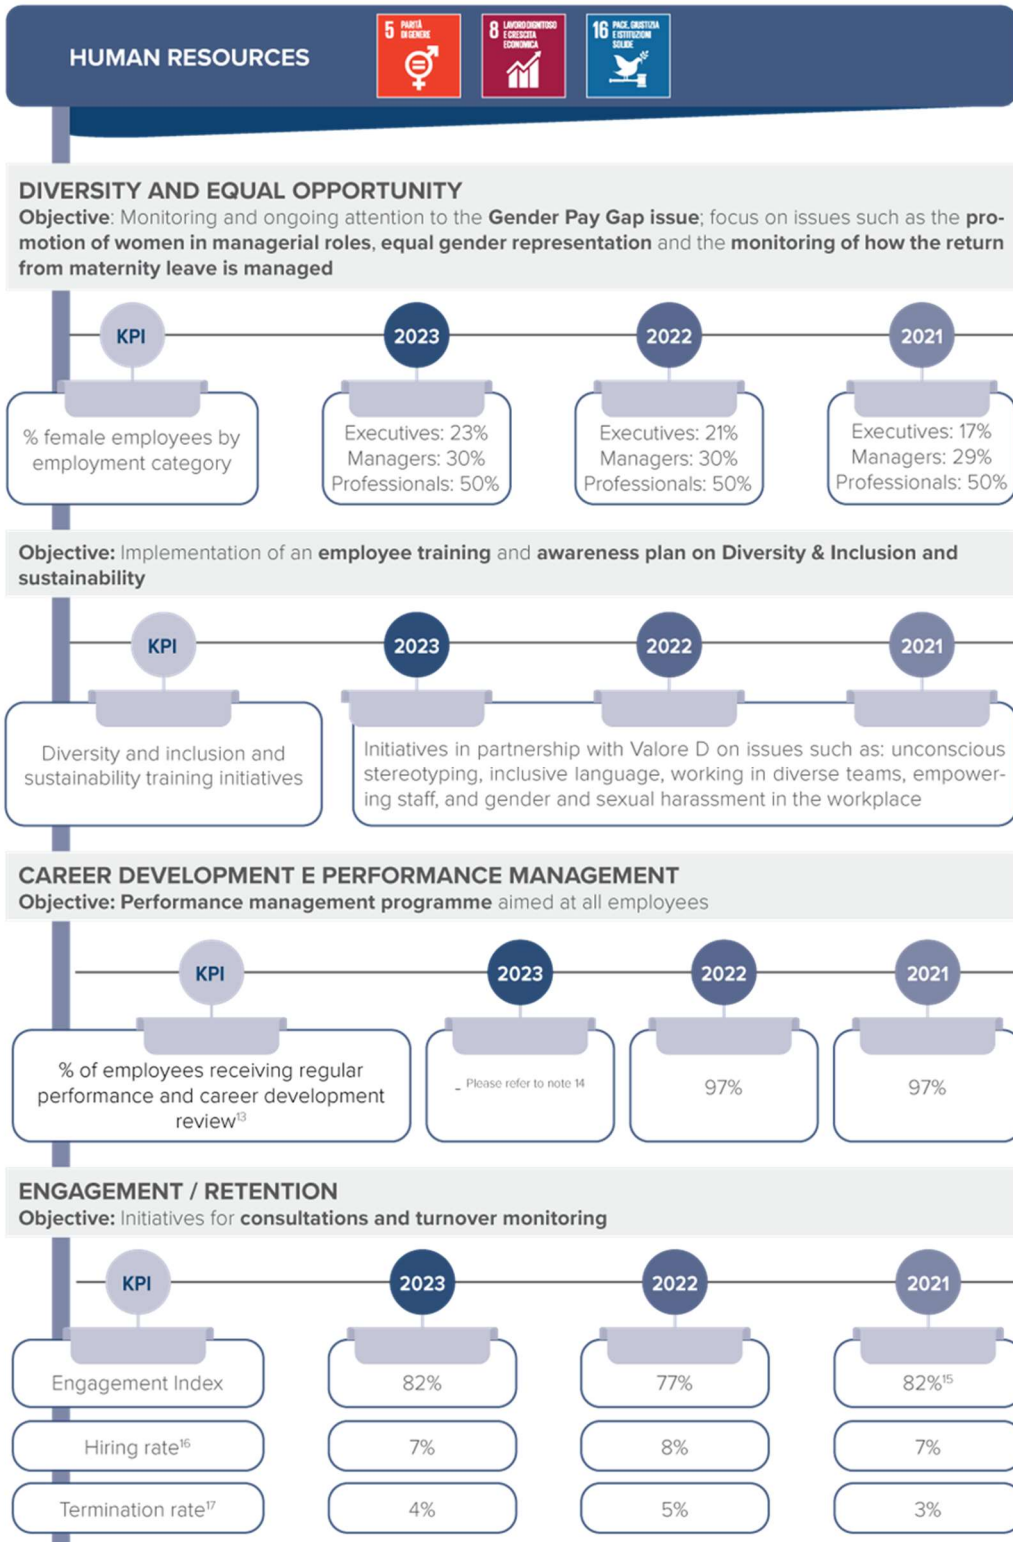 HUMAN RESOURCES
5 PARITÀ
DI GENERE
8 LAVORO DIGNITOSO
E CRESCITA
ECONOMICA
16 PACE, GIUSTIZIA
E ISTITUZIONI
SOLIDE
DIVERSITY AND EQUAL OPPORTUNITY
Objective: Monitoring and ongoing attention to the Gender Pay Gap issue; focus on issues such as the pro-
motion of women in managerial roles, equal gender representation and the monitoring of how the return
from maternity leave is managed
KPI 2023 2022 2021
% female employees by
employment category
Executives: 23%
Managers: 30%
Professionals: 50%
Executives: 21%
Managers: 30%
Professionals: 50%
Executives: 17%
Managers: 29%
Professionals: 50%
Objective: Implementation of an employee training and awareness plan on Diversity & Inclusion and
sustainability
KPI 2023 2022 2021
Diversity and inclusion and
sustainability training initiatives
Initiatives in partnership with Valore D on issues such as: unconscious
stereotyping, inclusive language, working in diverse teams, empower-
ing staff, and gender and sexual harassment in the workplace
CAREER DEVELOPMENT E PERFORMANCE MANAGEMENT
Objective: Performance management programme aimed at all employees
KPI 2023 2022 2021
% of employees receiving regular
performance and career development
review13
- Please refer to note 14
97%
97%
ENGAGEMENT / RETENTION
Objective: Initiatives for consultations and turnover monitoring
KPI 2023 2022 2021
Engagement Index 82% 77% 82%15
Hiring rate16 7% 8% 7%
Termination rate17 4% 5% 3%